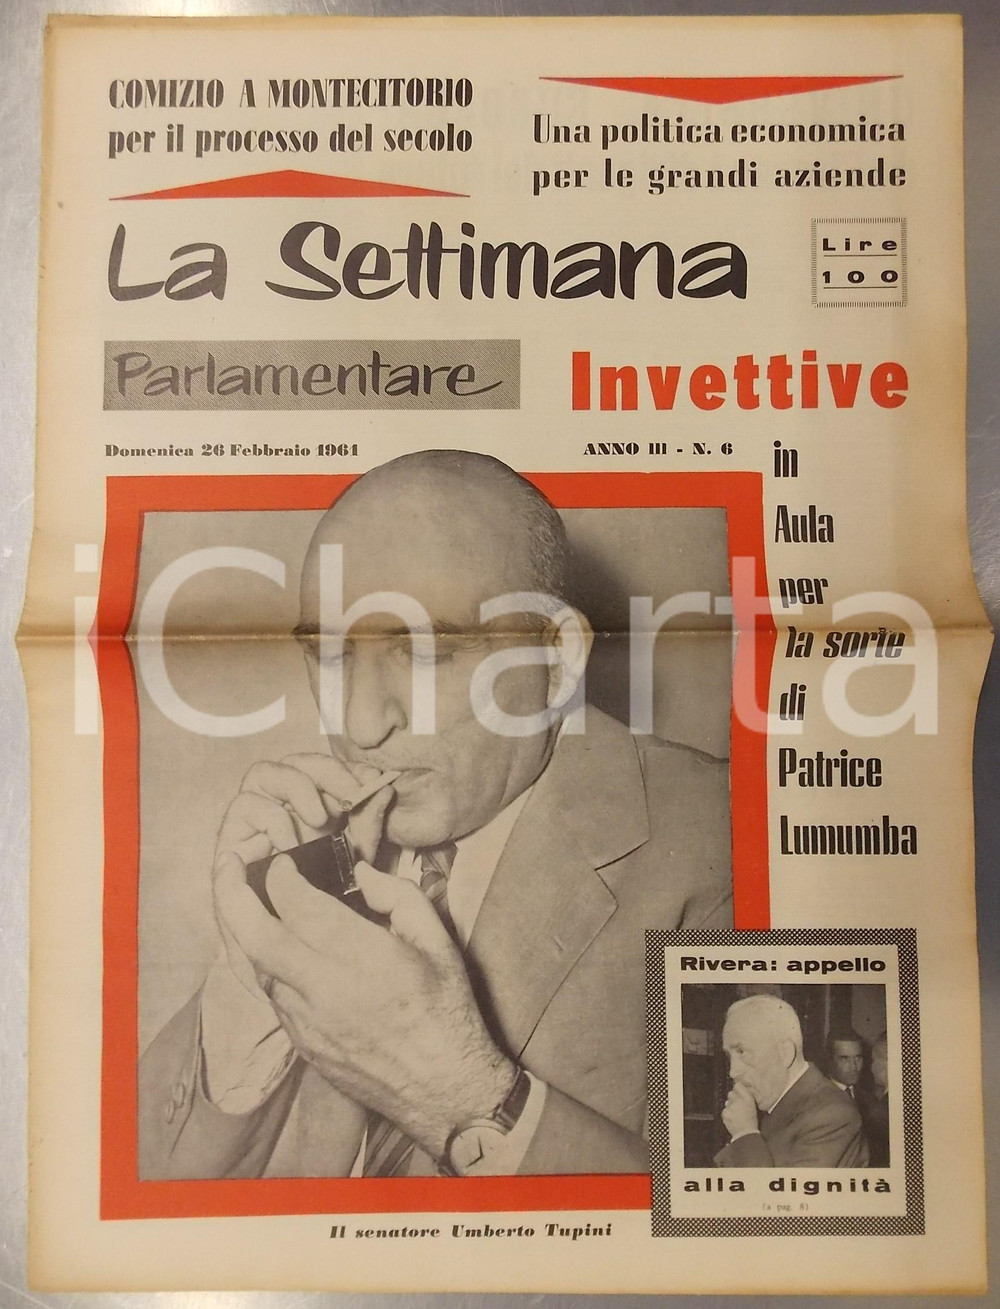 COMIZIO A MONTECITORIO
per il processo del secolo
Una politica economica
per le grandi aziende
La Settimana
Lire
100
Parlamentare
Invettive
Domenica 26 Febbraio 1961
ANNO III - N. 6
in
Aula
per
la sorte
di
Patrice
Lumumba
iCharta
Rivera: appello
alla dignità
(a pag. 8)
Il senatore Umberto Tupini